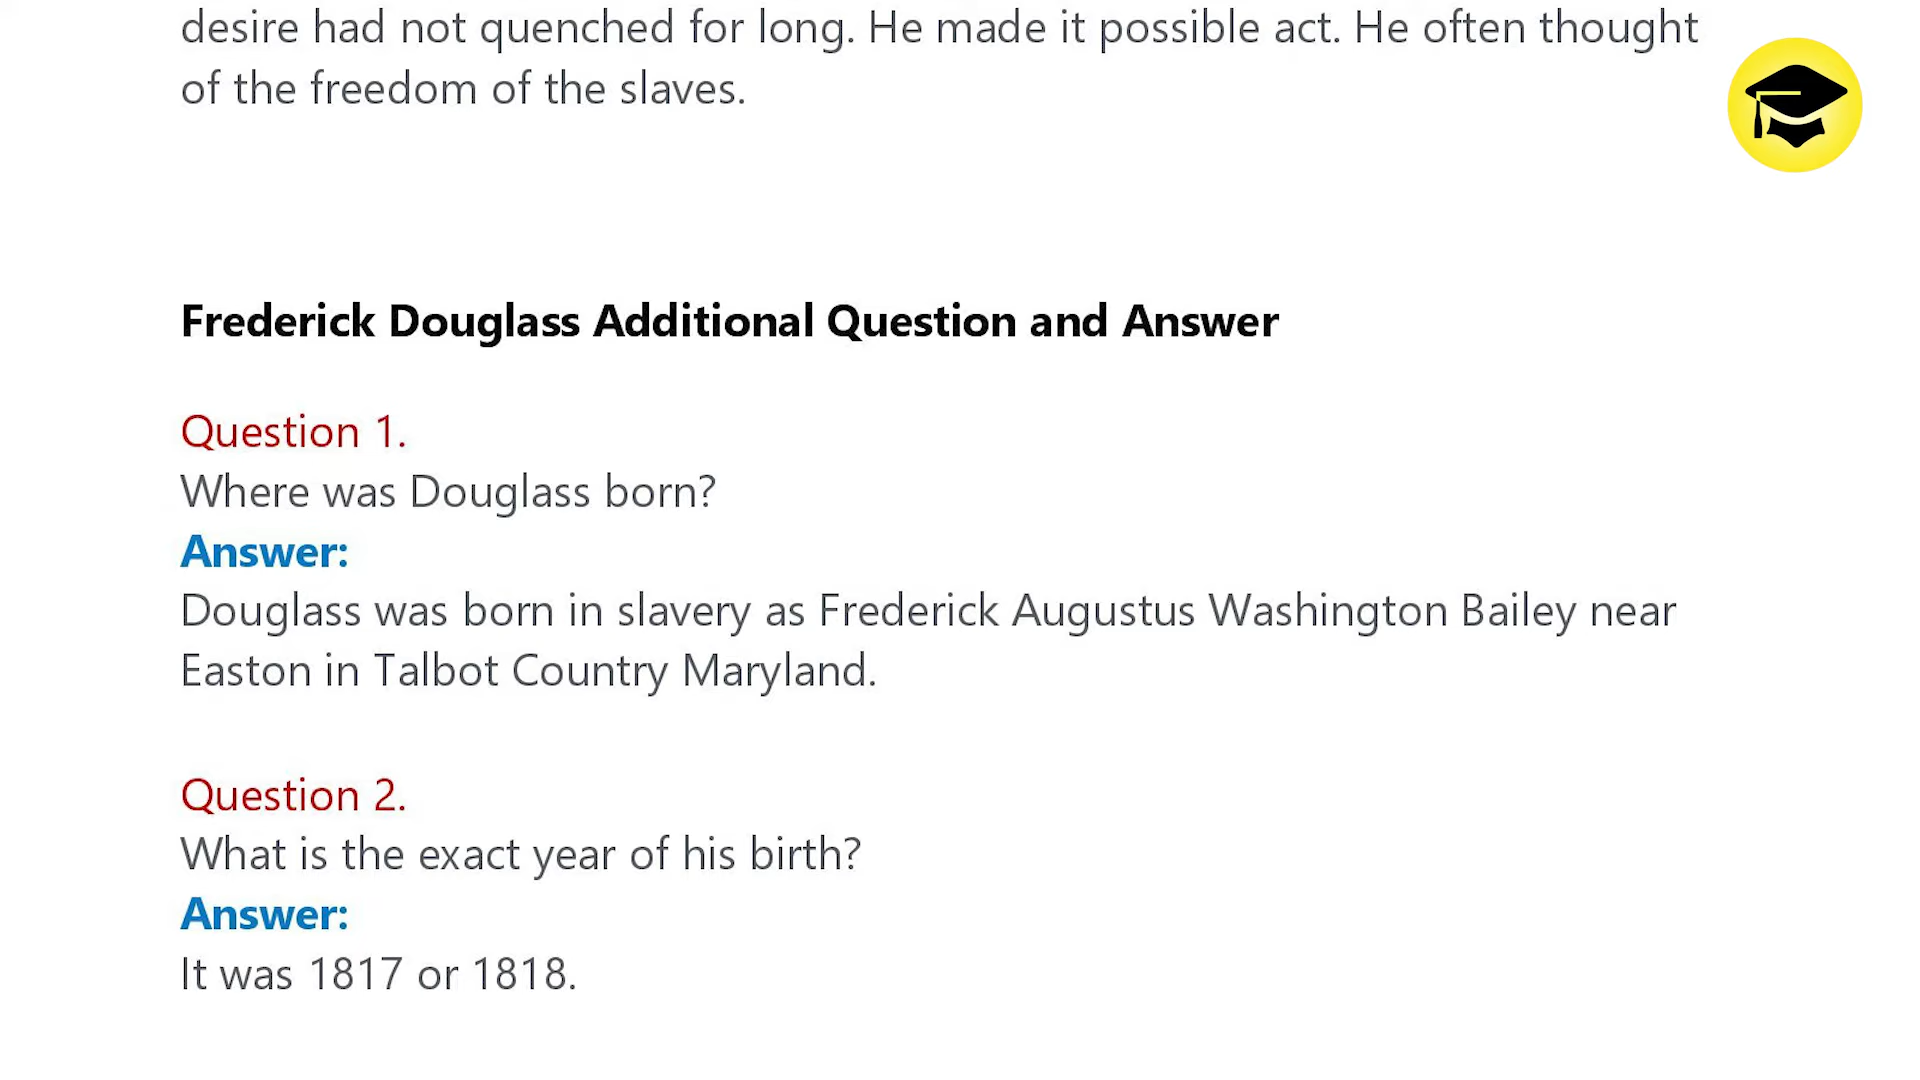 desire had not quenched for long. He made it possible act. He often thought
of the freedom of the slaves.
Frederick Douglass Additional Question and Answer
Question 1.
Where was Douglass born?
Answer:
Douglass was born in slavery as Frederick Augustus Washington Bailey near
Easton in Talbot Country Maryland.
Question 2.
What is the exact year of his birth?
Answer:
It was 1817 or 1818.